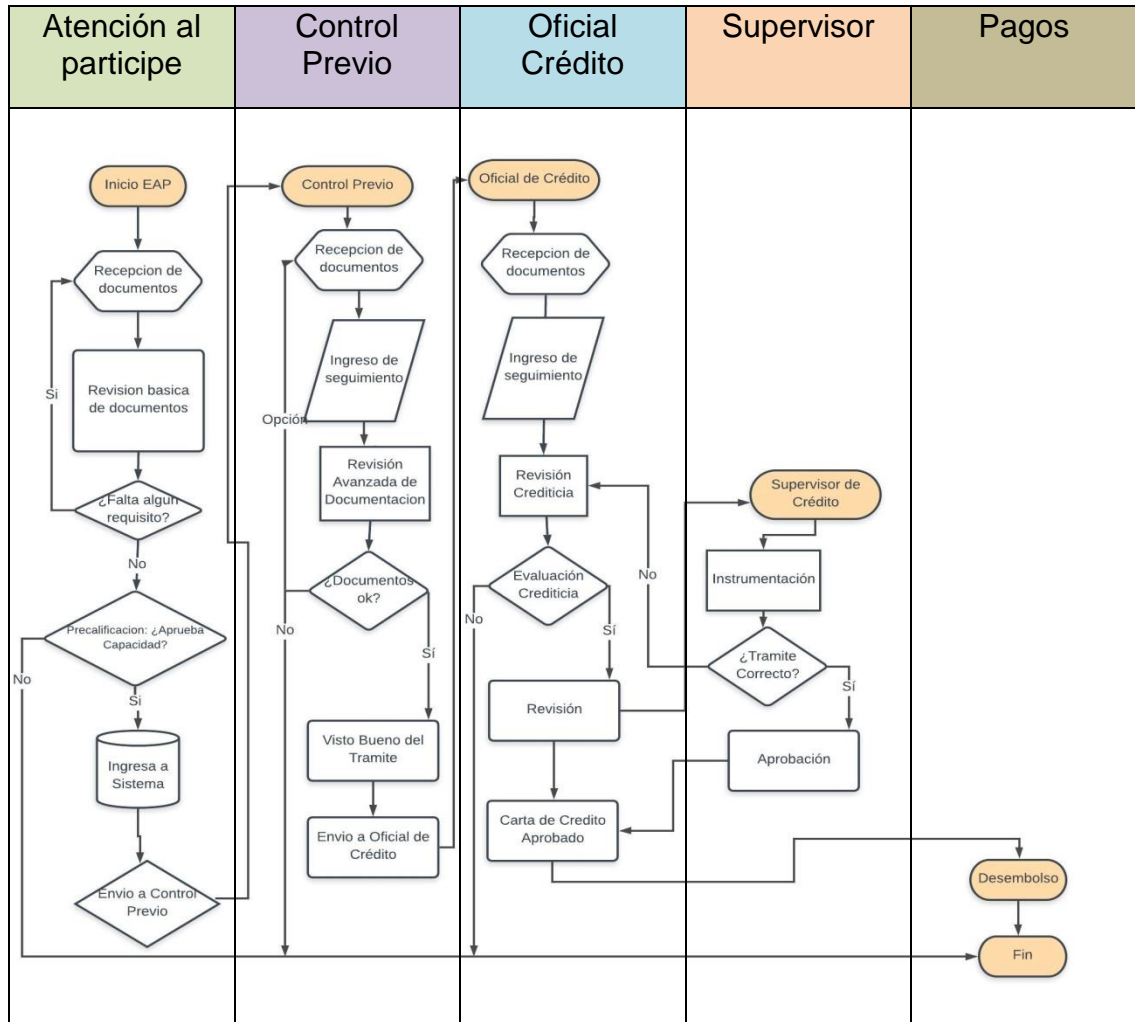 Atención al
participe
Control
Previo
Oficial
Crédito
Supervisor
Pagos
Inicio EAP
Recepcion de
documentos
Revision basica
de documentos
Si
¿Falta algun
requisito?
No
Precalificacion: ¿Aprueba
Capacidad?
No
Si
Ingresa a
Sistema
Envio a Control
Previo
Control Previo
Recepcion de
documentos
Ingreso de
seguimiento
Opción
Revisión
Avanzada de
Documentacion
¿Documentos
ok?
No
Sí
Visto Bueno del
Tramite
Envio a Oficial de
Crédito
Oficial de Crédito
Recepcion de
documentos
Ingreso de
seguimiento
Revisión
Crediticia
Evaluación
Crediticia
No
Sí
Revisión
Carta de Credito
Aprobado
Supervisor de
Crédito
Instrumentación
No
¿Tramite
Correcto?
Sí
Aprobación
Desembolso
Fin